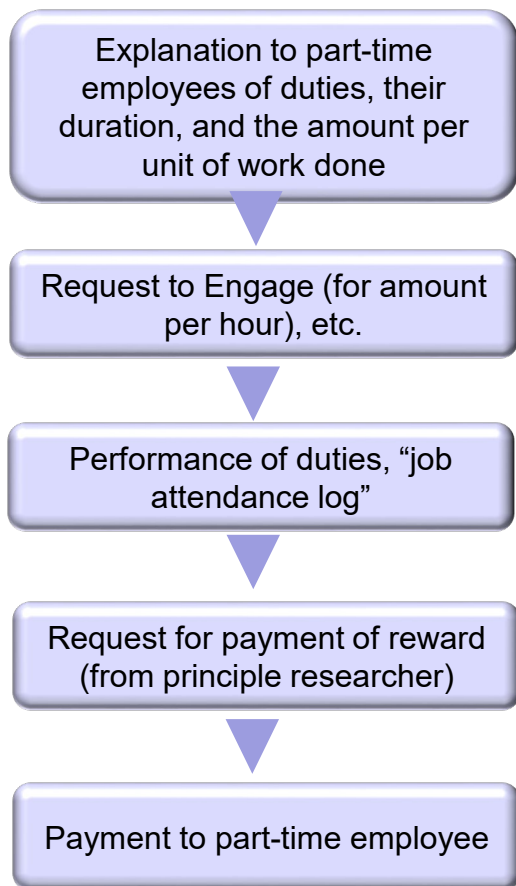 Explanation to part-time
employees of duties, their
duration, and the amount per
unit of work done
Request to Engage (for amount
per hour), etc.
Performance of duties, “job
attendance log”
Request for payment of reward
(from principle researcher)
Payment to part-time employee